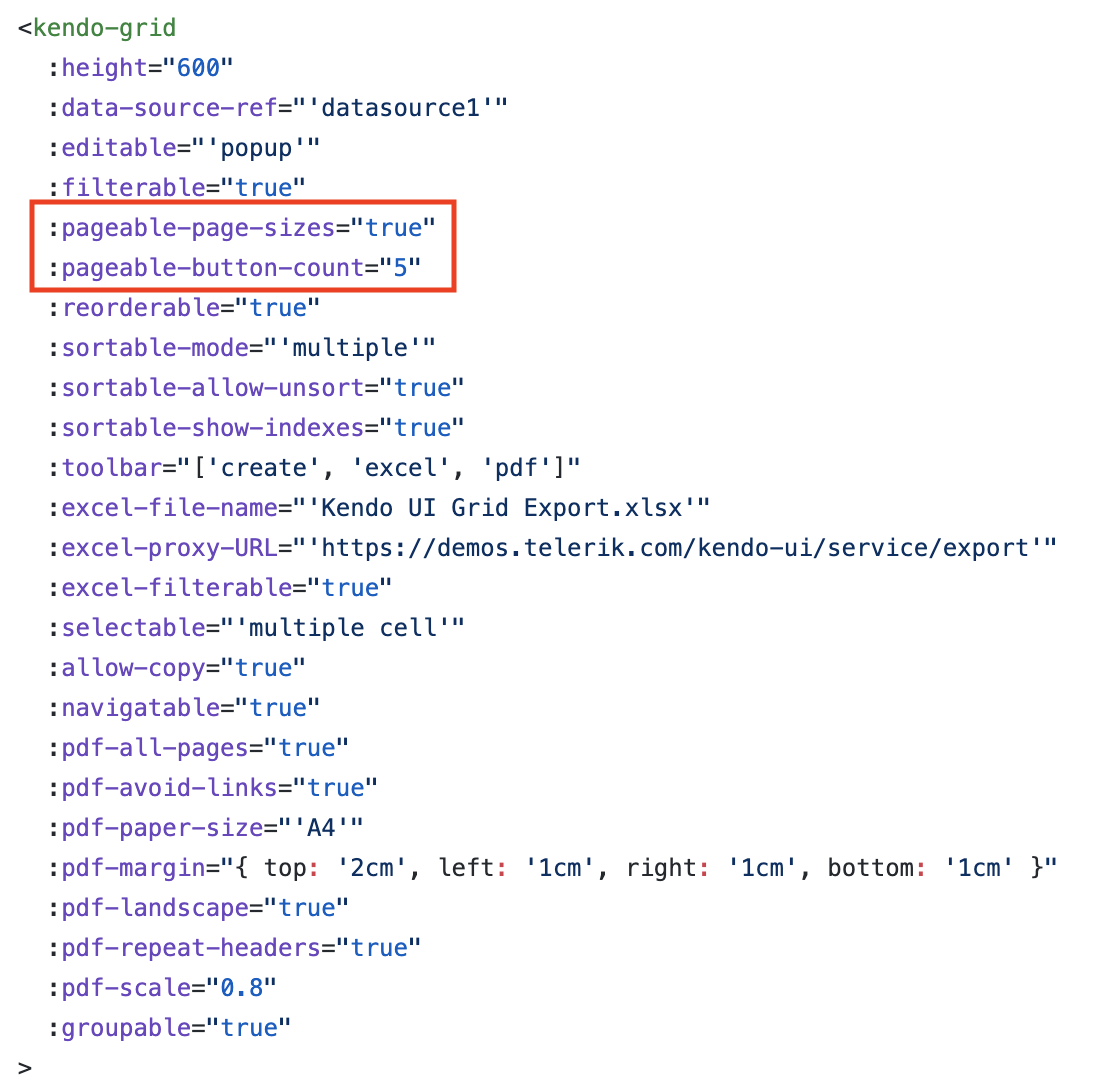 <kendo-grid
:height="600"
:data-source-ref="'datasource1'"
:editable="'popup'"
:filterable="true"
:pageable-page-sizes="true"
:pageable-button-count="5"
:reorderable="true"
:sortable-mode="'multiple'"
:sortable-allow-unsort="true"
:sortable-show-indexes="true"
:toolbar="['create', 'excel', 'pdf']"
:excel-file-name="'Kendo UI Grid Export.xlsx'"
:excel-proxy-URL="'https://demos.telerik.com/kendo-ui/service/export'"
:excel-filterable="true"
:selectable="'multiple cell'"
:allow-copy="true"
:navigatable="true"
:pdf-all-pages="true"
:pdf-avoid-links="true"
:pdf-paper-size="'A4'"
:pdf-margin="{ top: '2cm', left: '1cm', right: '1cm', bottom: '1cm' }"
:pdf-landscape="true"
:pdf-repeat-headers="true"
:pdf-scale="0.8"
:groupable="true"
>